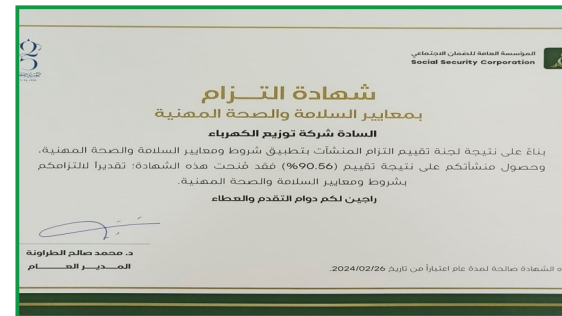 المؤسسة العامة للضمان الاجتماعي
Social Security Corporation
شهادة التـــزام
بمعايير السلامة والصحة المهنية
السادة شركة توزيع الكهرباء
بناءً على نتيجة لجنة تقييم التزام المنشآت بتطبيق شروط ومعايير السلامة والصحة المهنية،
وحصول منشأتكم على نتيجة تقييم (90.56%) فقد مُنحت هذه الشهادة؛ تقديراً لالتزامكم
بشروط ومعايير السلامة والصحة المهنية.
راجين لكم دوام التقدم والعطاء
د. محمد صالح الطراونة
المـــديـــر العـــــام
ه الشهادة صالحة لمدة عام اعتباراً من تاريخ 2024/02/26.